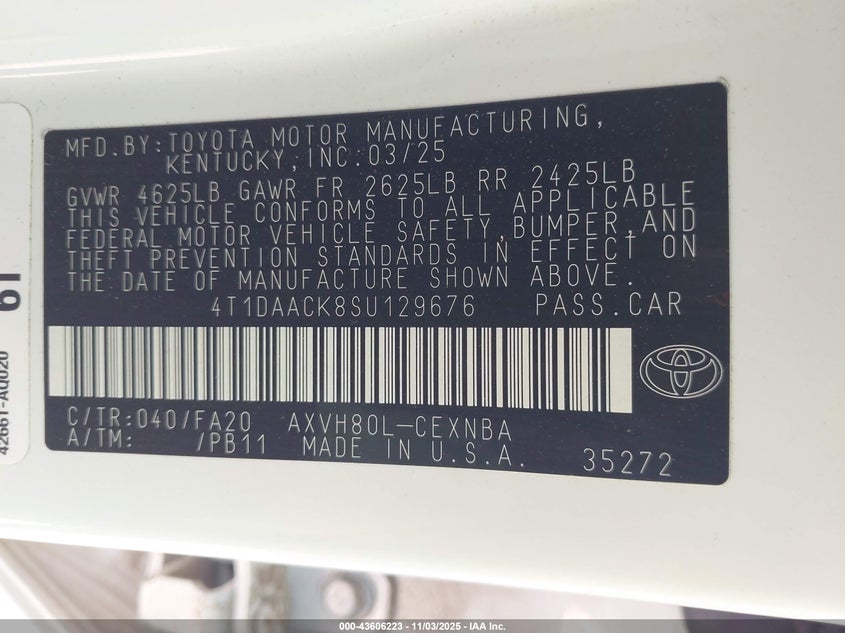 MFD.BY:TOYOTA MOTOR MANUFACTURING,
KENTUCKY,INC.03/25
GVWR 4625LB GAWR FR 2625LB RR 2425LB
THIS VEHICLE CONFORMS TO ALL APPLICABLE
FEDERAL MOTOR VEHICLE SAFETY,BUMPER,AND
THEFT PREVENTION STANDARDS IN EFFECT ON
THE DATE OF MANUFACTURE SHOWN ABOVE.
4T1DAACK8SU129676 PASS.CAR
C/TR:040/FA20 AXVH80L-CEXNBA
A/TM: /PB11 MADE IN U.S.A. 35272
42661-AQ020
61
000-43606223 - 11/03/2025 - IAA Inc.